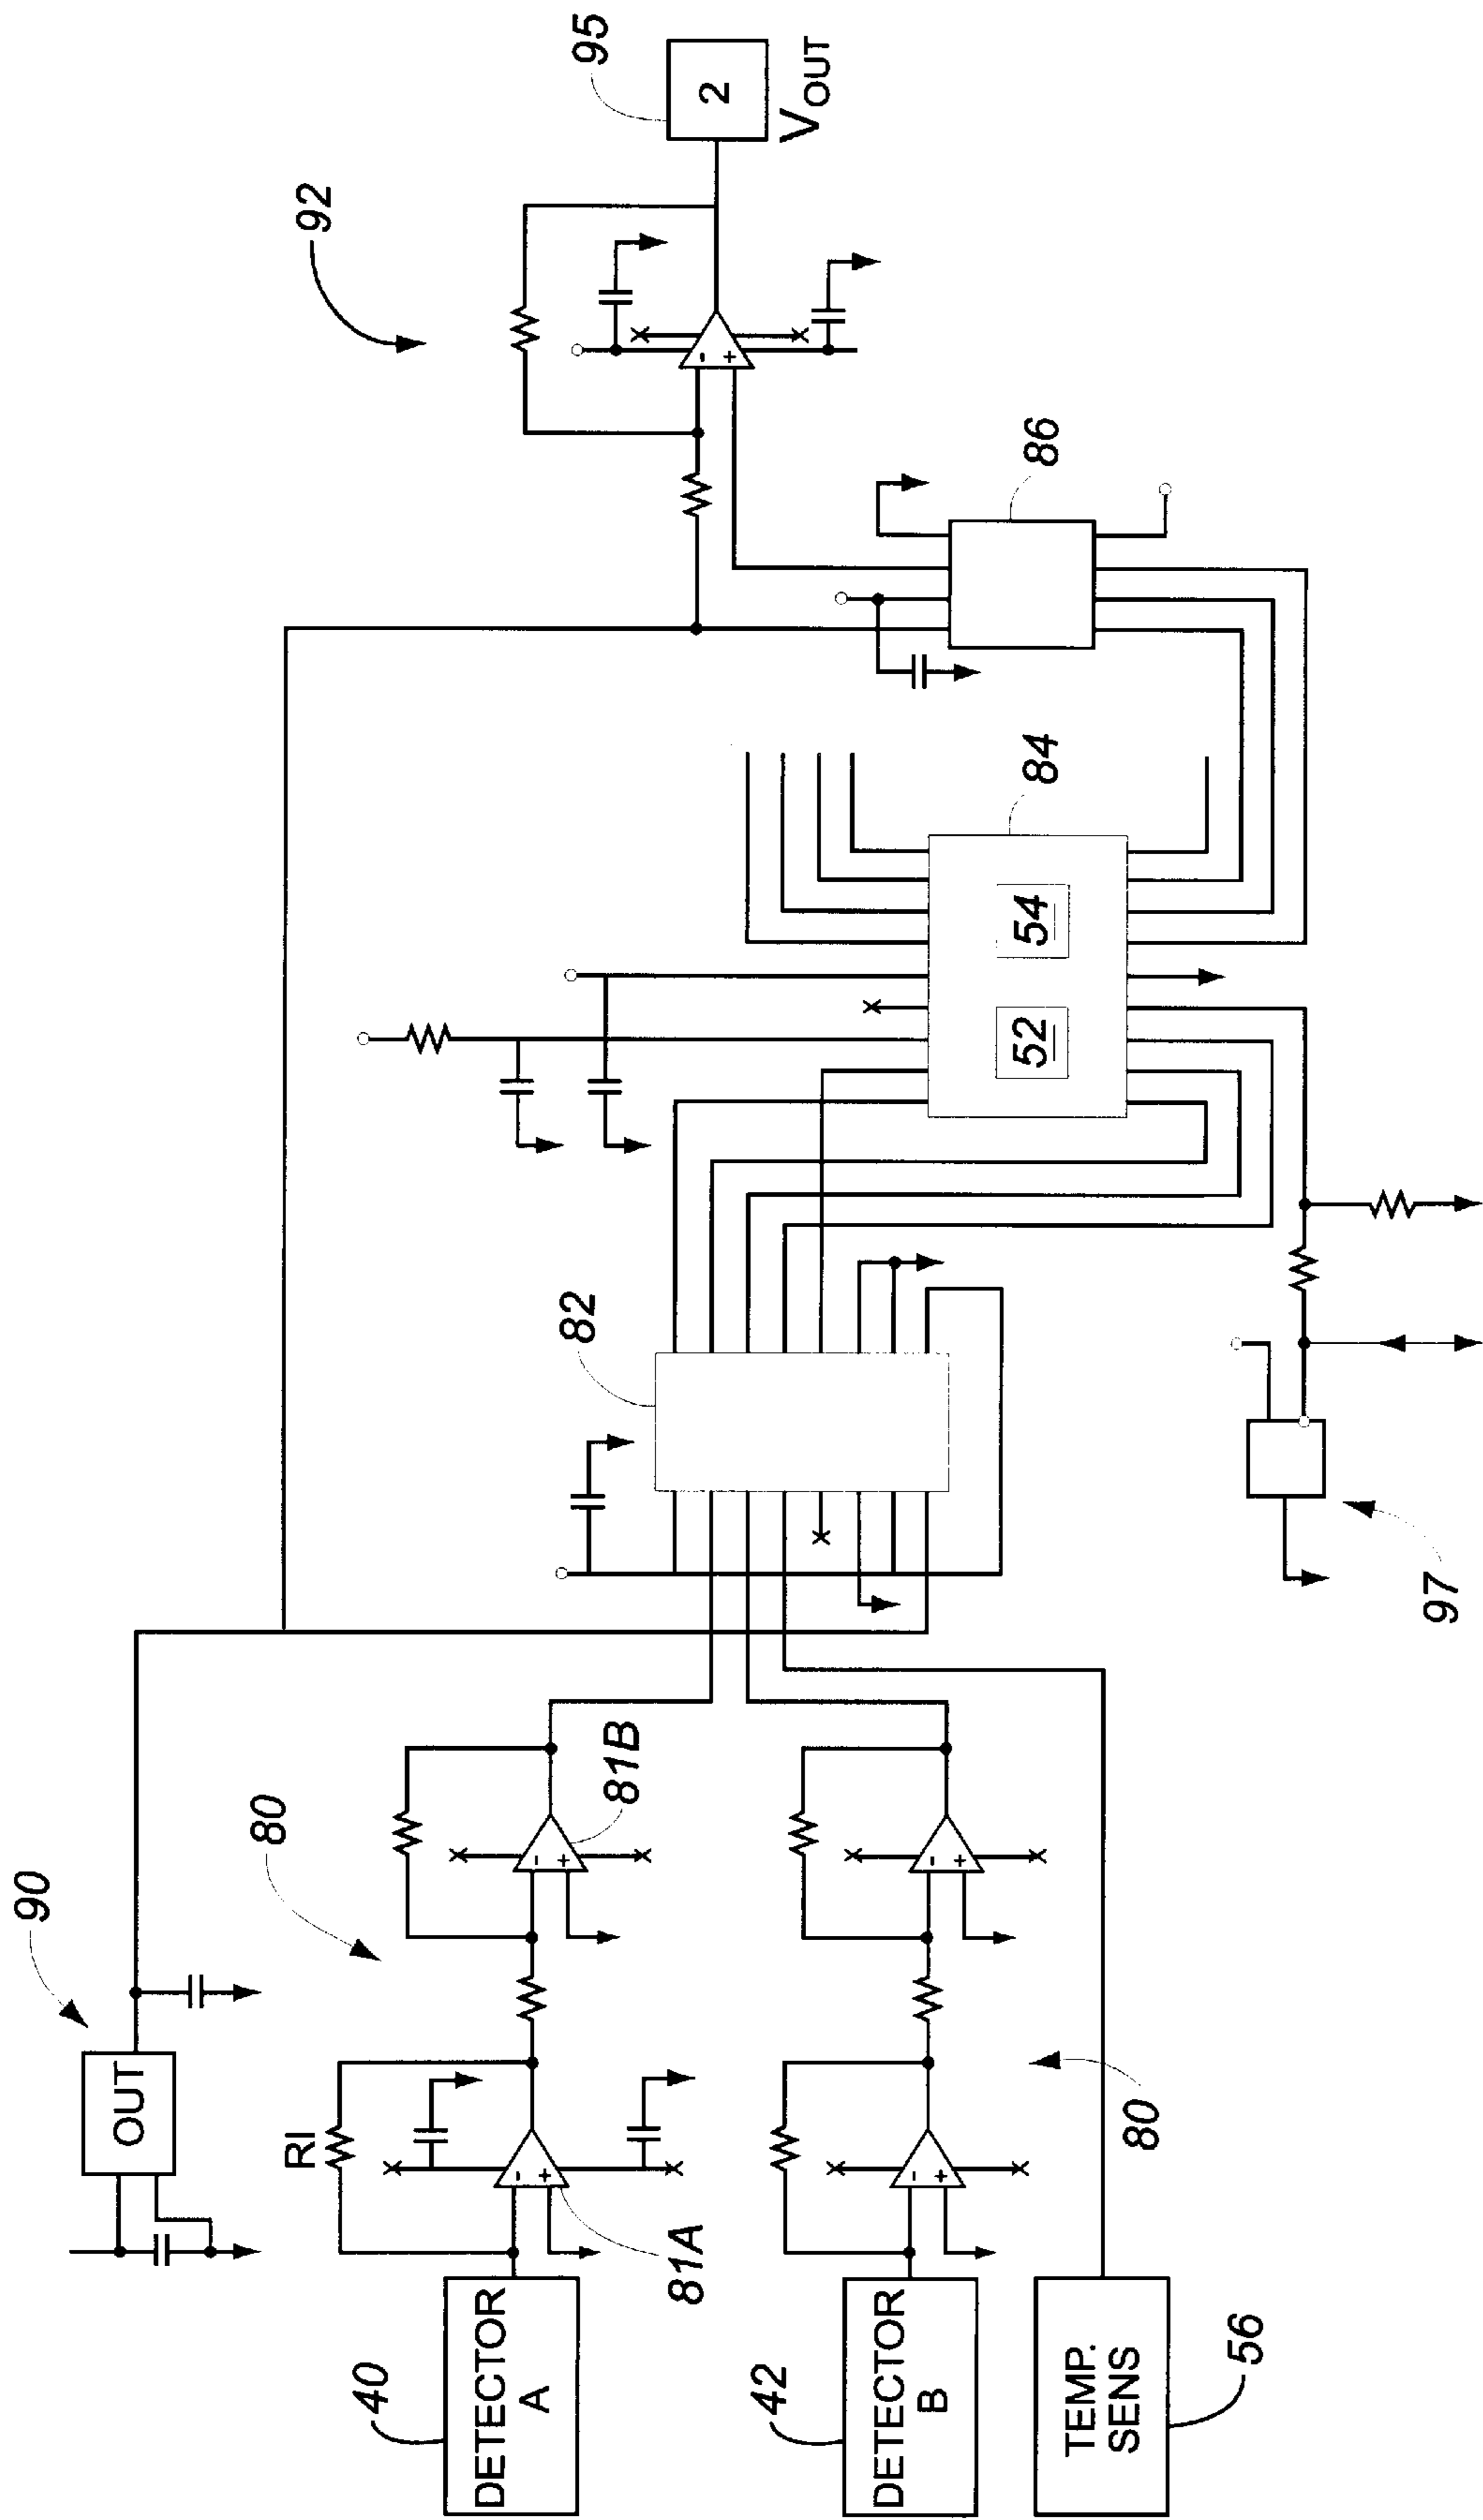 90
OUT
40
DETECTOR
A
RI
81A
80
81B
42
DETECTOR
B
80
TEMP.
SENS
56
82
97
84
52
54
86
92
95
2
VOUT
-
+
-
+
-
+
-
+
-
+